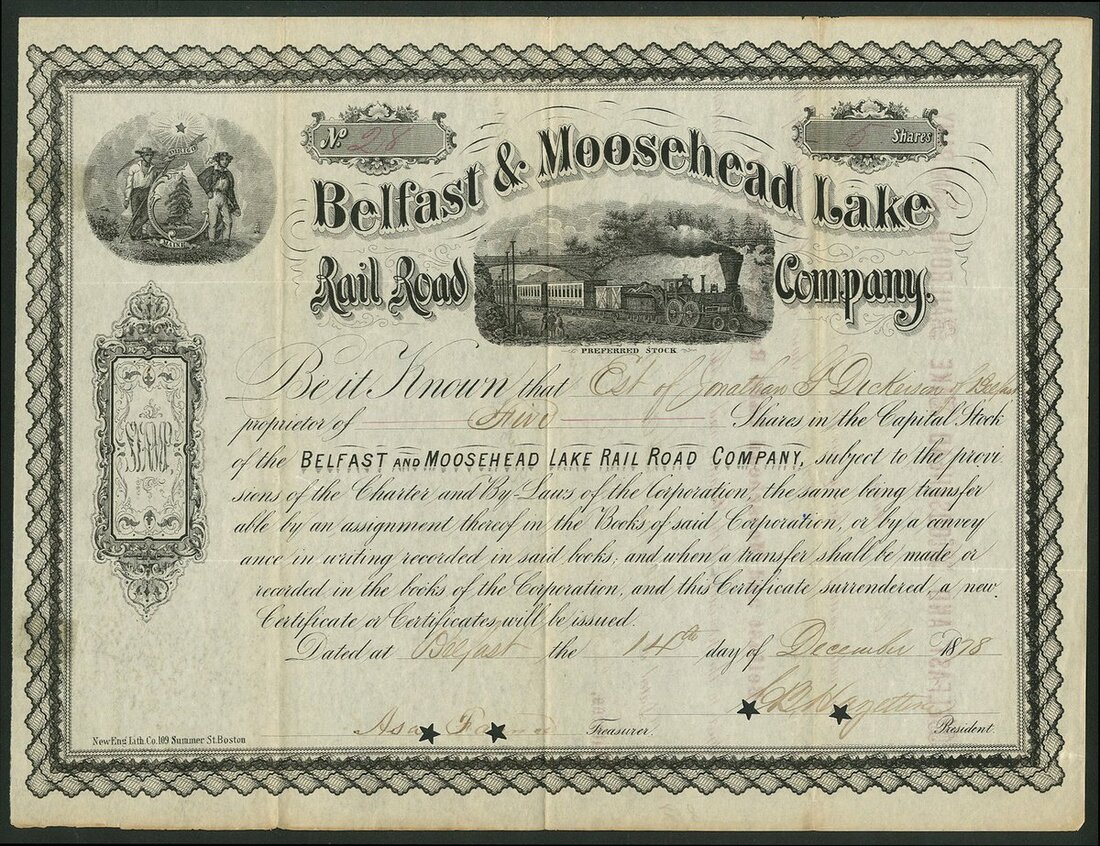 No 28
5 Shares
DIRIGO
MAINE
Belfast & Moosehead Lake
Rail Road Company.
PREFERRED STOCK
Be it Known that Est of Jonathan G Dickerson of Belfast
proprietor of Five Shares in the Capital Stock
of the BELFAST AND MOOSEHEAD LAKE RAIL ROAD COMPANY, subject to the provi
sions of the Charter and By-Laws of the Corporation, the same being transfer
able by an assignment thereof in the Books of said Corporation, or by a convey
ance in writing recorded in said books, and when a transfer shall be made or
recorded in the books of the Corporation, and this Certificate surrendered, a new
Certificate or Certificates will be issued.
Dated at Belfast the 14th day of December 1878
Asa Treasurer. President.
New Eng Lith Co. 109 Summer St. Boston